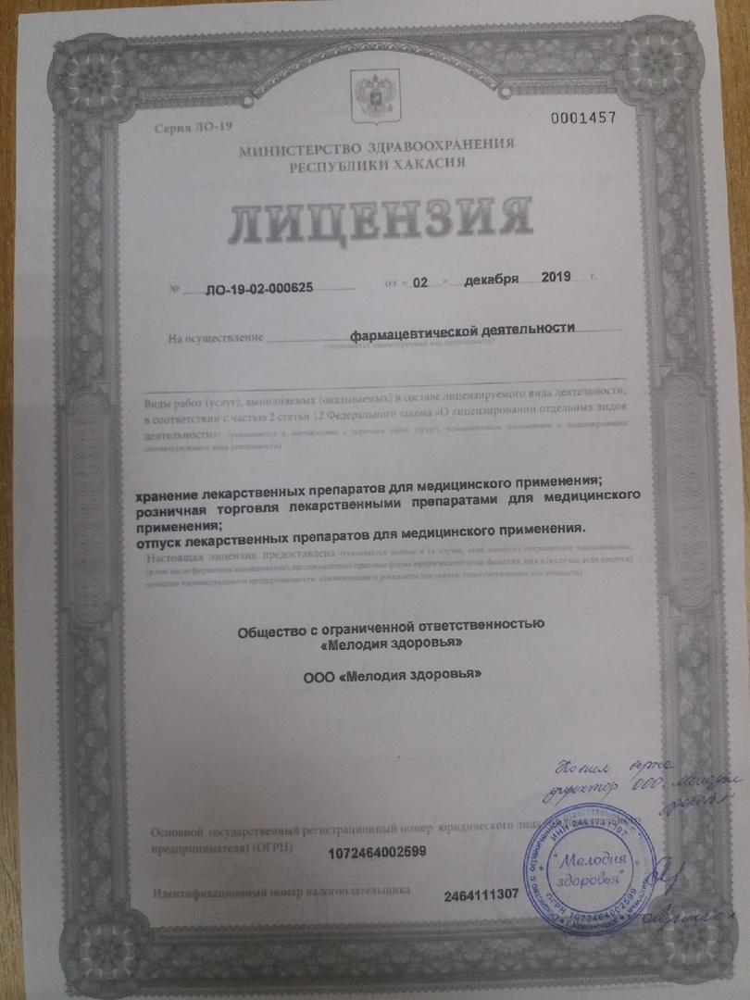 Серия ЛО-19
0001457
МИНИСТЕРСТВО ЗДРАВООХРАНЕНИЯ
РЕСПУБЛИКИ ХАКАСИЯ
ЛИЦЕНЗИЯ
№ ЛО-19-02-000625 от « 02 » декабря 2019 г.
На осуществление фармацевтической деятельности
(указывается лицензируемый вид деятельности)
Виды работ (услуг), выполняемых (оказываемых) в составе лицензируемого вида деятельности,
в соответствии с частью 2 статьи 12 Федерального закона «О лицензировании отдельных видов
деятельности»: (указываются в соответствии с перечнем работ (услуг), установленным положением о лицензировании
соответствующего вида деятельности)
хранение лекарственных препаратов для медицинского применения;
розничная торговля лекарственными препаратами для медицинского
применения;
отпуск лекарственных препаратов для медицинского применения.
Настоящая лицензия предоставлена (указывается полное и (в случае, если имеется) сокращенное наименование,
(в том числе фирменное наименование), организационно-правовая форма юридического лица, фамилия, имя и (в случае, если имеется)
отчество индивидуального предпринимателя, наименование и реквизиты документа, удостоверяющего его личность)
Общество с ограниченной ответственностью
«Мелодия здоровья»
ООО «Мелодия здоровья»
Копия верна
директор ООО "Мелодия
здоровья"
Основной государственный регистрационный номер юридического лица
предпринимателя) (ОГРН) 1072464002599
Идентификационный номер налогоплательщика 2464111307
Общество с ограниченной ответственностью
ИНН 2464111307
"Мелодия
здоровья"
ОГРН 1072464002599
г. Красноярск